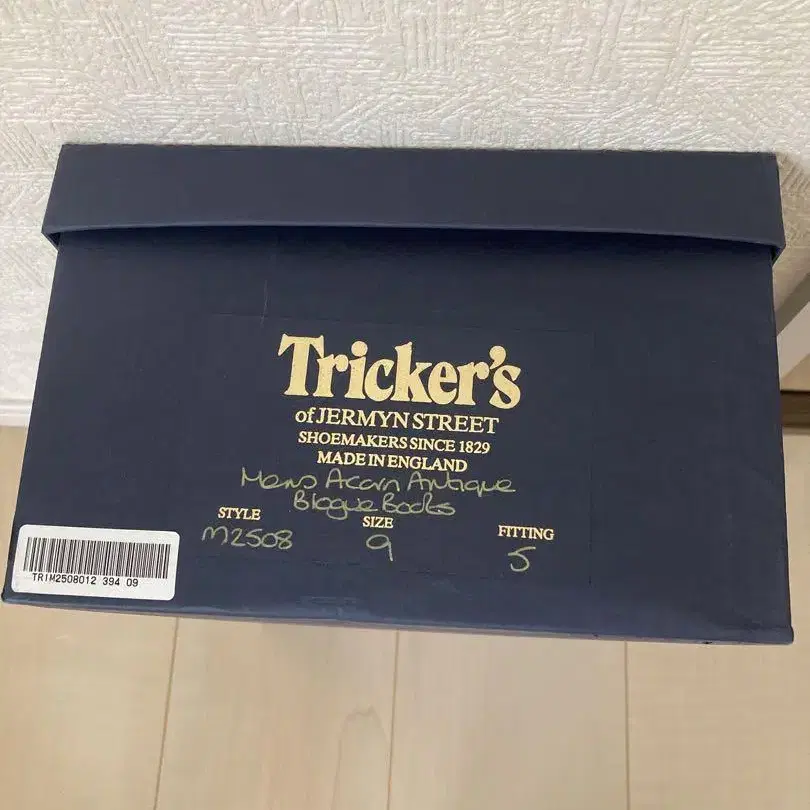 Tricker's
of JERMYN STREET
SHOEMAKERS SINCE 1829
MADE IN ENGLAND
Mens Acorn Antique
Blogue Boots
STYLE SIZE FITTING
M2508 9 5
TRIM2508012 394 09